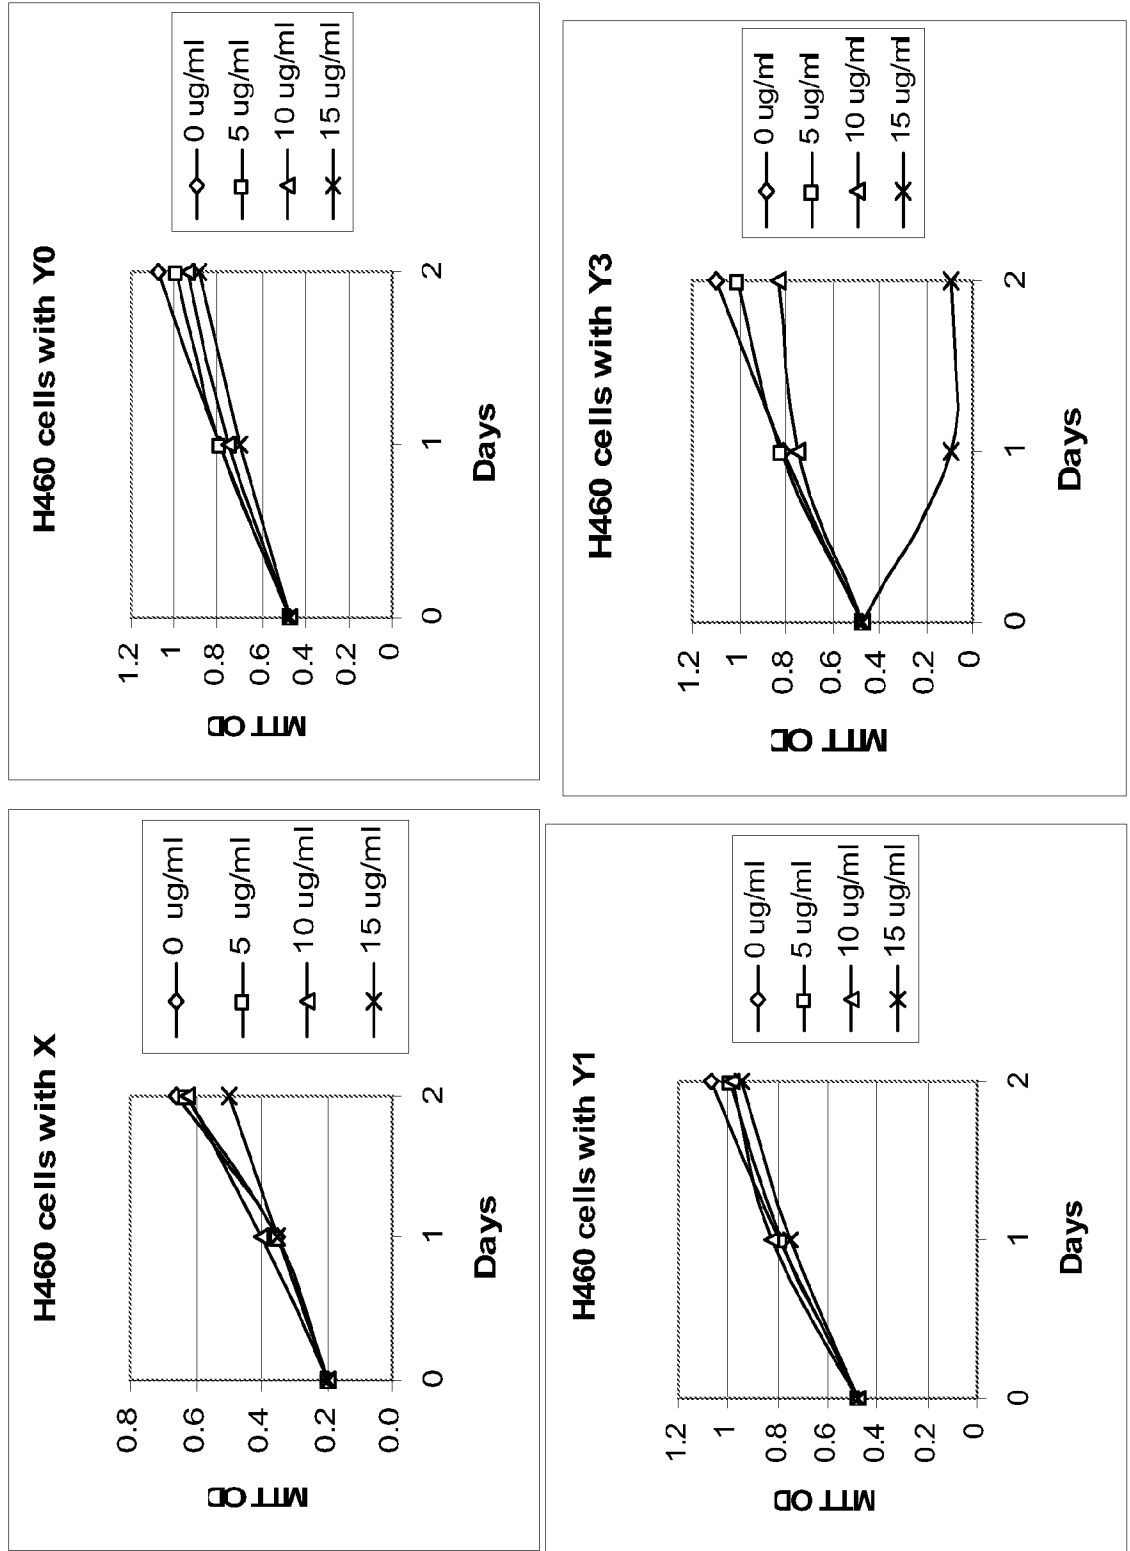 H460 cells with X
MTT OD
0.8
0.6
0.4
0.2
0.0
0 1 2
Days
0 ug/ml
5 ug/ml
10 ug/ml
15 ug/ml
H460 cells with Y0
MTT OD
1.2
1
0.8
0.6
0.4
0.2
0
0 1 2
Days
0 ug/ml
5 ug/ml
10 ug/ml
15 ug/ml
H460 cells with Y1
MTT OD
1.2
1
0.8
0.6
0.4
0.2
0
0 1 2
Days
0 ug/ml
5 ug/ml
10 ug/ml
15 ug/ml
H460 cells with Y3
MTT OD
1.2
1
0.8
0.6
0.4
0.2
0
0 1 2
Days
0 ug/ml
5 ug/ml
10 ug/ml
15 ug/ml